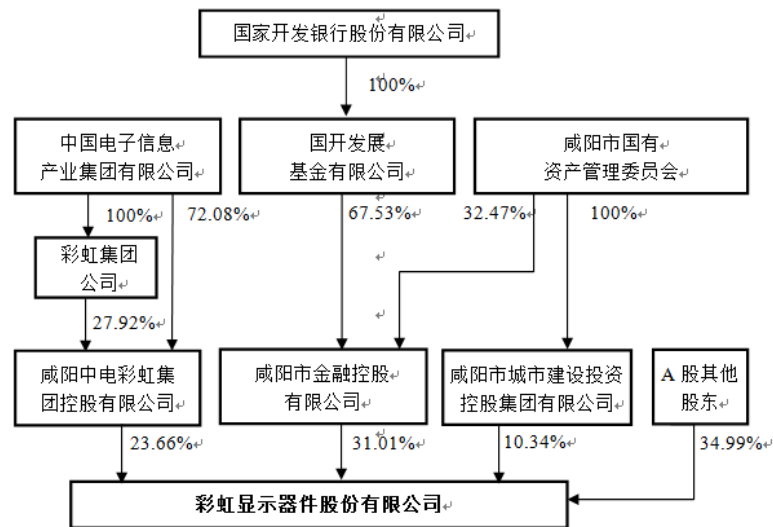 国家开发银行股份有限公司
100%
中国电子信息
产业集团有限公司
国开发展
基金有限公司
咸阳市国有
资产管理委员会
100%
72.08%
67.53%
32.47%
100%
彩虹集团
公司
27.92%
咸阳中电彩虹集
团控股有限公司
咸阳市金融控股
有限公司
咸阳市城市建设投资
控股集团有限公司
A 股其他
股东
23.66%
31.01%
10.34%
34.99%
彩虹显示器件股份有限公司